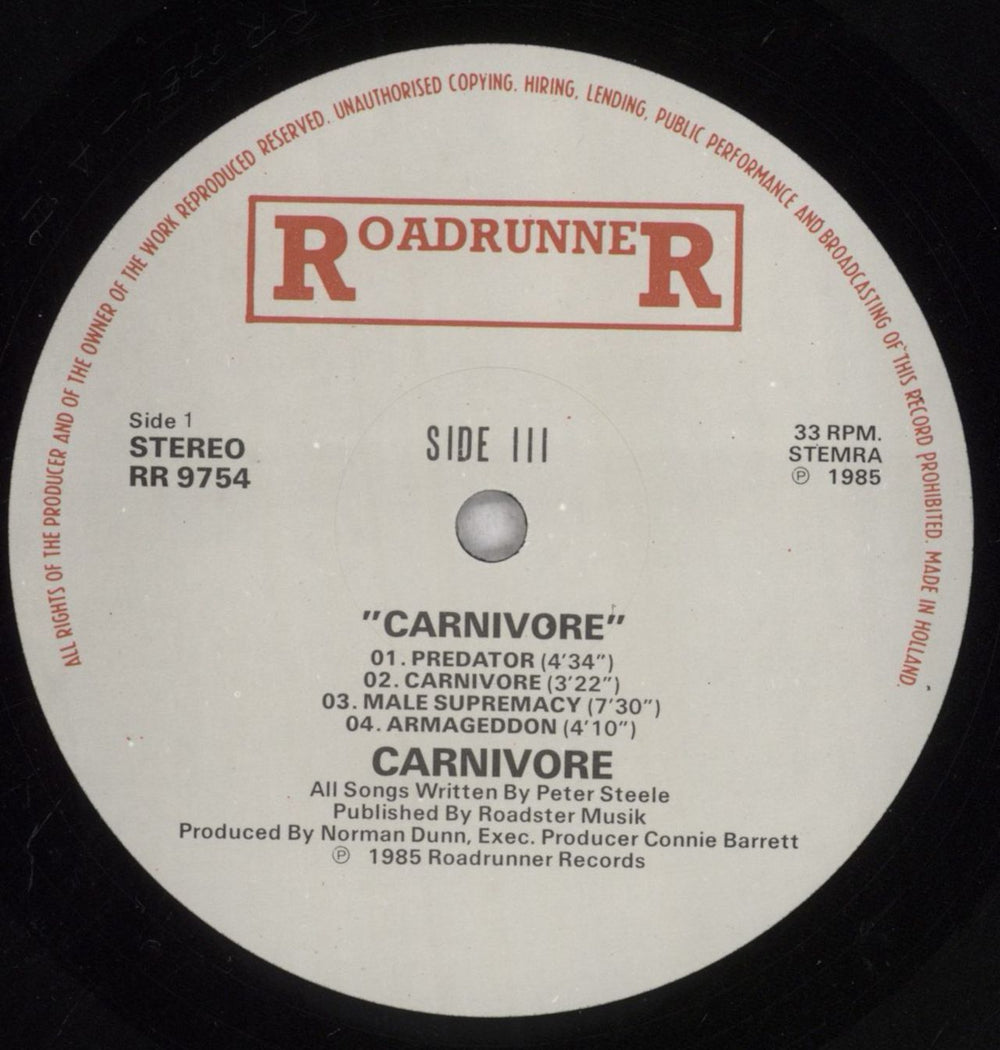 ALL RIGHTS OF THE PRODUCER AND OF THE OWNER OF THE WORK REPRODUCED RESERVED. UNAUTHORISED COPYING. HIRING, LENDING, PUBLIC PERFORMANCE AND BROADCASTING OF THIS RECORD PROHIBITED. MADE IN HOLLAND.
ROADRUNNER
Side 1
STEREO
RR 9754
SIDE III
33 RPM.
STEMRA
℗ 1985
"CARNIVORE"
01. PREDATOR (4'34")
02. CARNIVORE (3'22")
03. MALE SUPREMACY (7'30")
04. ARMAGEDDON (4'10")
CARNIVORE
All Songs Written By Peter Steele
Published By Roadster Musik
Produced By Norman Dunn, Exec. Producer Connie Barrett
℗ 1985 Roadrunner Records